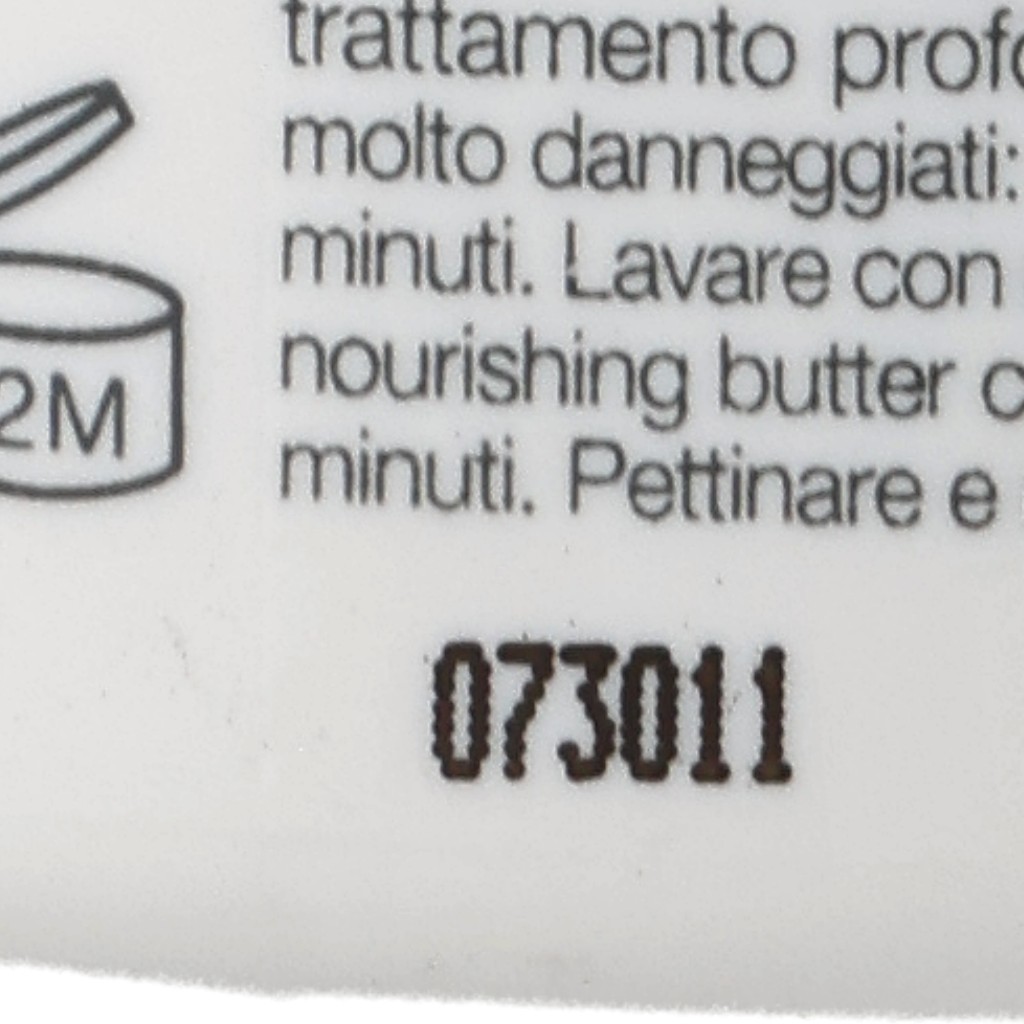 trattamento profo
molto danneggiati:
minuti. Lavare con
nourishing butter c
minuti. Pettinare e
2M
073011